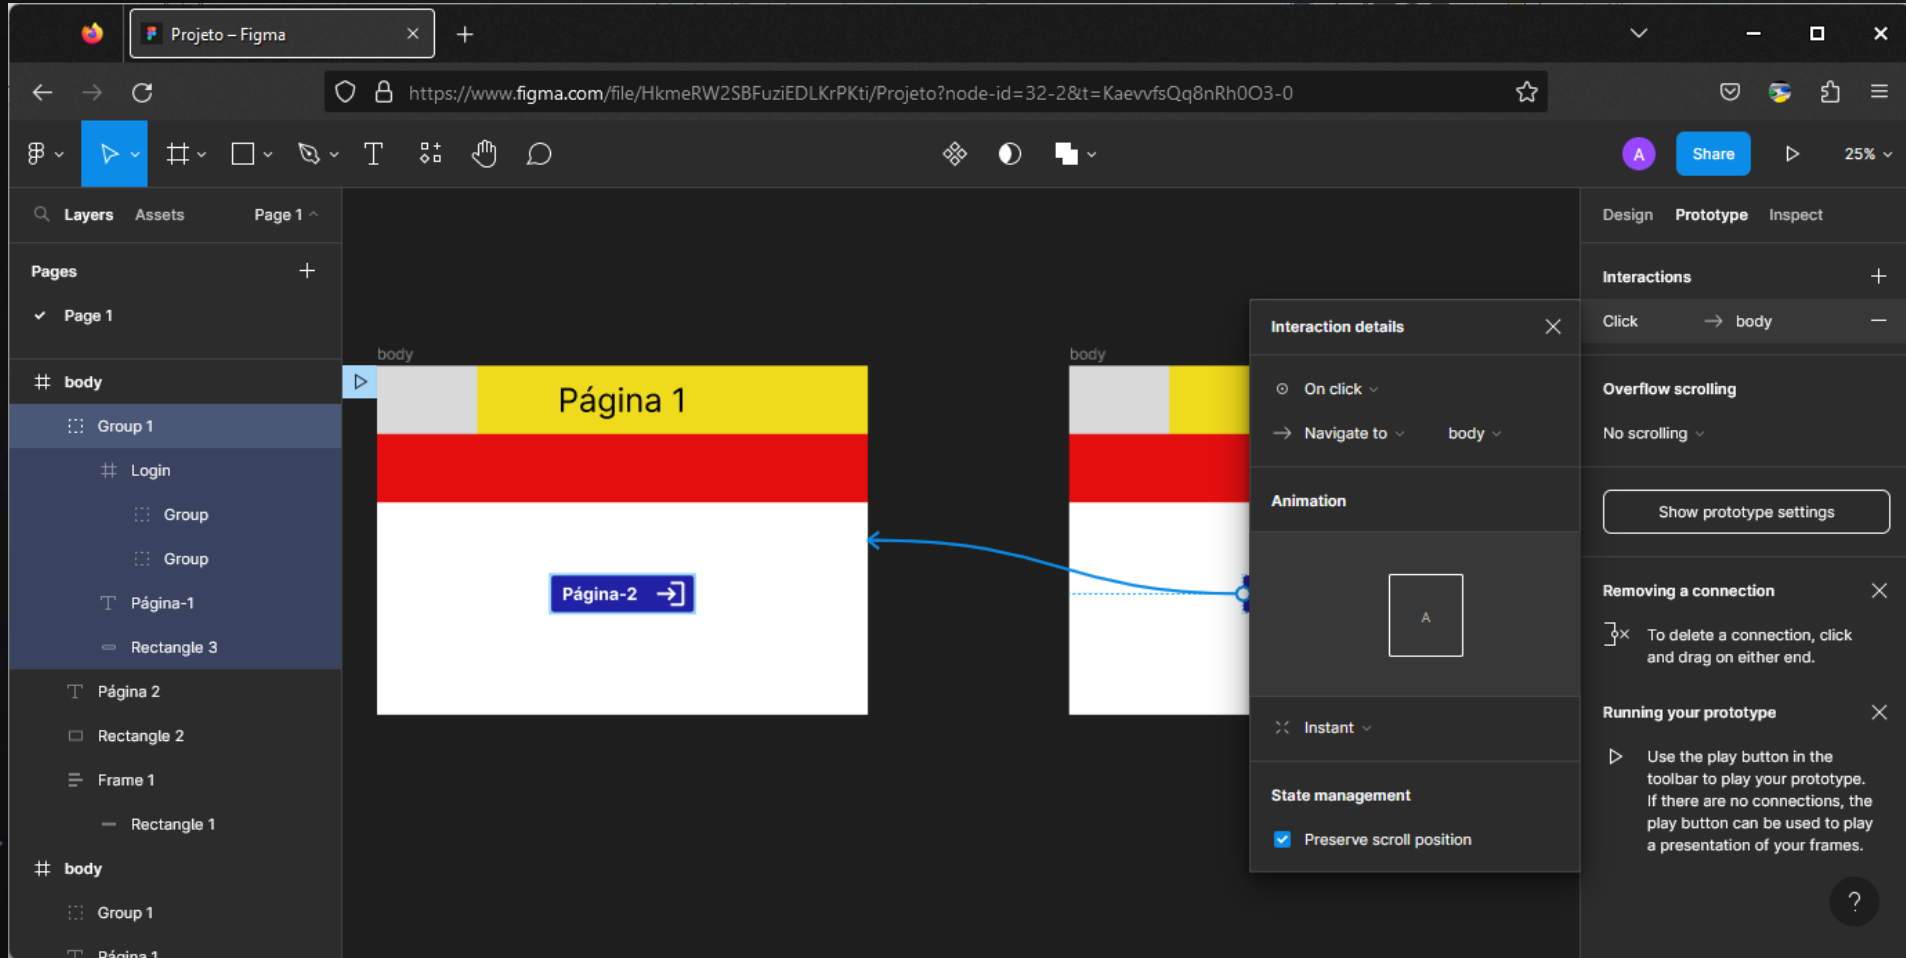 Projeto – Figma
https://www.figma.com/file/HkmeRW2SBFuziEDLKrPKti/Projeto?node-id=32-2&t=KaevvfsQq8nRh0O3-0
A
Share
25%
Layers
Assets
Page 1
Pages
Page 1
body
Group 1
Login
Group
Group
Página-1
Rectangle 3
Página 2
Rectangle 2
Frame 1
Rectangle 1
body
Group 1
Página 1
body
Página 1
Página-2
body
Interaction details
On click
Navigate to
body
Animation
A
Instant
State management
Preserve scroll position
Design
Prototype
Inspect
Interactions
Click
body
Overflow scrolling
No scrolling
Show prototype settings
Removing a connection
To delete a connection, click
and drag on either end.
Running your prototype
Use the play button in the
toolbar to play your prototype.
If there are no connections, the
play button can be used to play
a presentation of your frames.
?